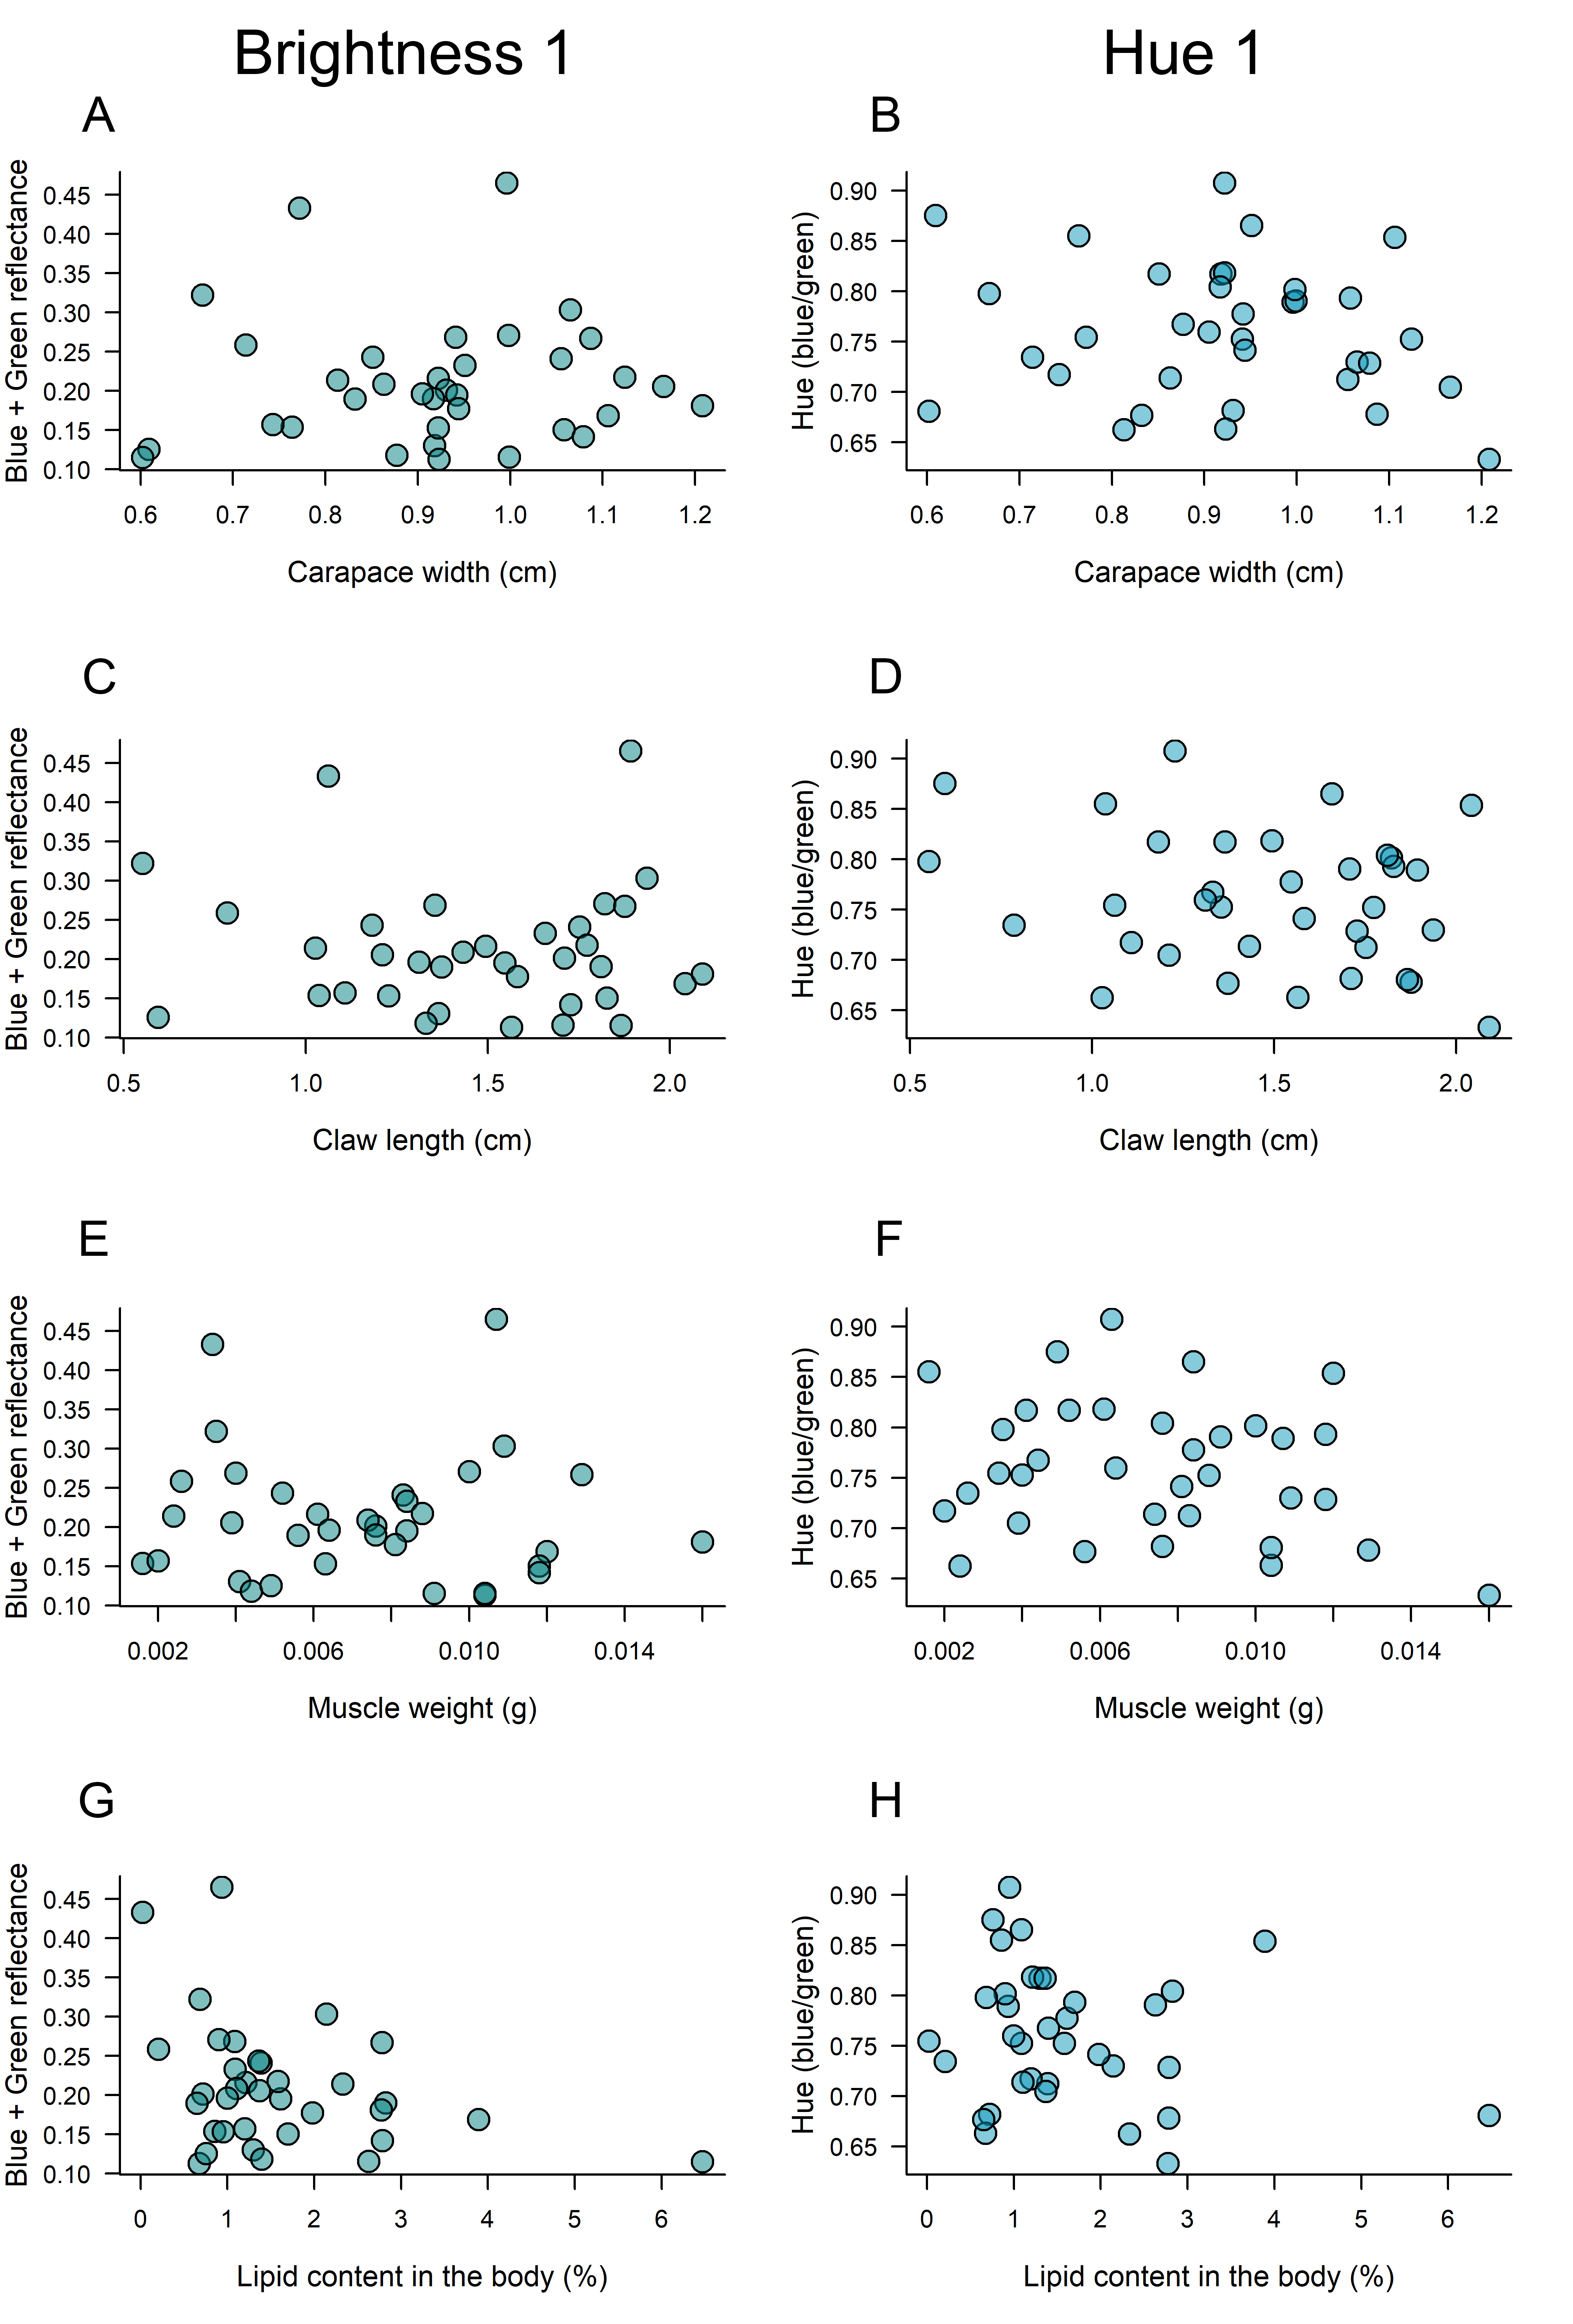 Brightness 1
Hue 1
A
B
Blue + Green reflectance
0.45
0.40
0.35
0.30
0.25
0.20
0.15
0.10
0.6 0.7 0.8 0.9 1.0 1.1 1.2
Carapace width (cm)
Hue (blue/green)
0.90
0.85
0.80
0.75
0.70
0.65
0.6 0.7 0.8 0.9 1.0 1.1 1.2
Carapace width (cm)
C
D
Blue + Green reflectance
0.45
0.40
0.35
0.30
0.25
0.20
0.15
0.10
0.5 1.0 1.5 2.0
Claw length (cm)
Hue (blue/green)
0.90
0.85
0.80
0.75
0.70
0.65
0.5 1.0 1.5 2.0
Claw length (cm)
E
F
Blue + Green reflectance
0.45
0.40
0.35
0.30
0.25
0.20
0.15
0.10
0.002 0.006 0.010 0.014
Muscle weight (g)
Hue (blue/green)
0.90
0.85
0.80
0.75
0.70
0.65
0.002 0.006 0.010 0.014
Muscle weight (g)
G
H
Blue + Green reflectance
0.45
0.40
0.35
0.30
0.25
0.20
0.15
0.10
0 1 2 3 4 5 6
Lipid content in the body (%)
Hue (blue/green)
0.90
0.85
0.80
0.75
0.70
0.65
0 1 2 3 4 5 6
Lipid content in the body (%)